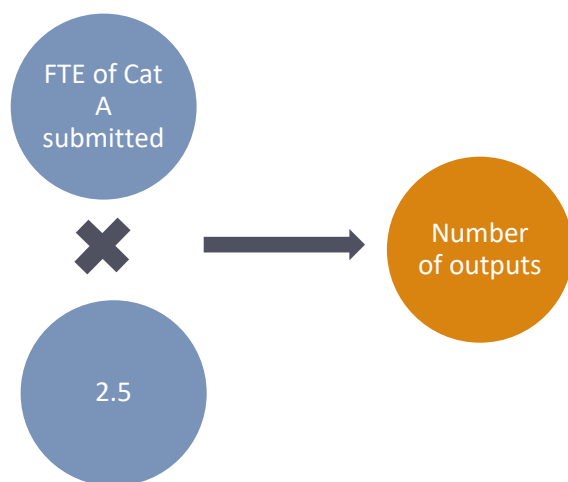 FTE of Cat
A
submitted
2.5
Number
of outputs